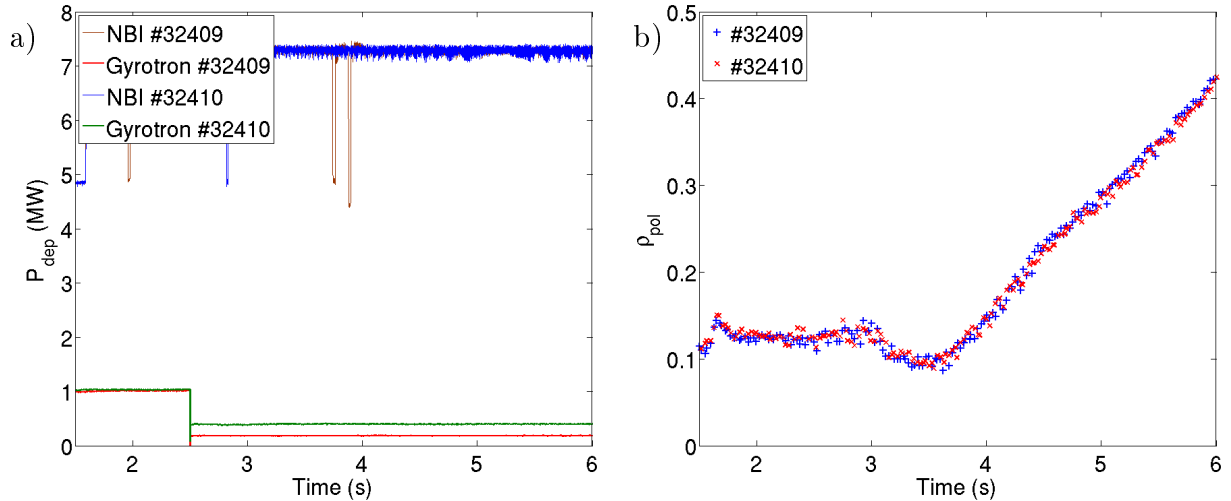 a)
8
7
6
5
4
3
2
1
0
P_dep (MW)
NBI #32409
Gyrotron #32409
NBI #32410
Gyrotron #32410
2 3 4 5 6
Time (s)
b)
0.5
0.4
0.3
0.2
0.1
0
ρ_pol
#32409
#32410
2 3 4 5 6
Time (s)